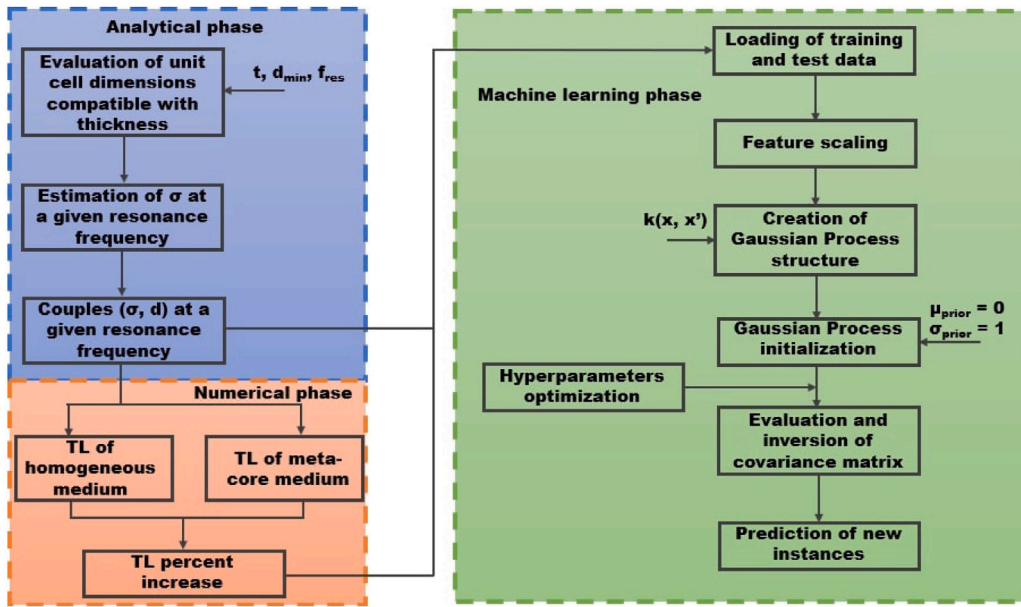 Analytical phase
Evaluation of unit
cell dimensions
compatible with
thickness
t, dmin, fres
Estimation of σ at
a given resonance
frequency
Couples (σ, d) at a
given resonance
frequency
Numerical phase
TL of
homogeneous
medium
TL of meta-
core medium
TL percent
increase
Loading of training
and test data
Machine learning phase
Feature scaling
k(x, x’)
Creation of
Gaussian Process
structure
μprior = 0
σprior = 1
Gaussian Process
initialization
Hyperparameters
optimization
Evaluation and
inversion of
covariance matrix
Prediction of new
instances